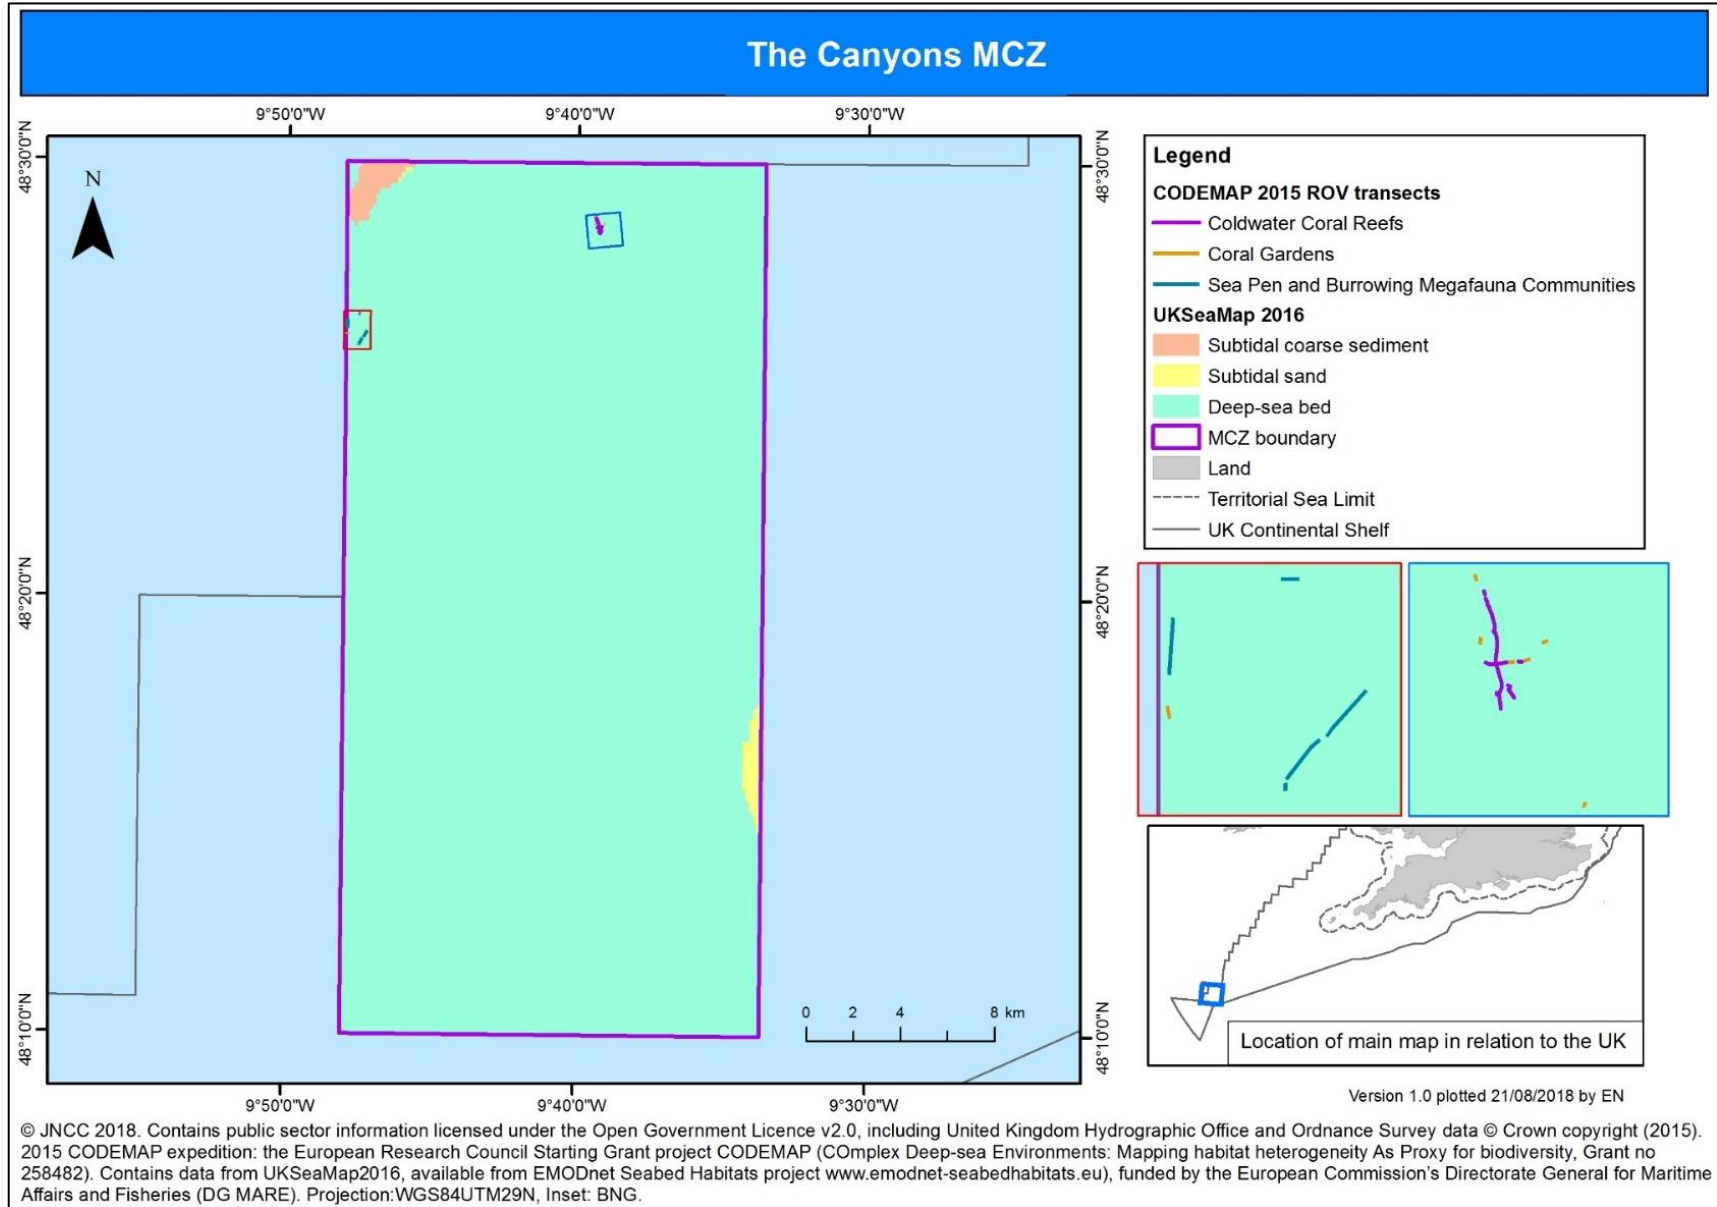 The Canyons MCZ
9°50'0"W
9°40'0"W
9°30'0"W
48°30'0"N
48°30'0"N
N
48°20'0"N
48°20'0"N
48°10'0"N
48°10'0"N
0 2 4 8 km
9°50'0"W
9°40'0"W
9°30'0"W
Legend
CODEMAP 2015 ROV transects
Coldwater Coral Reefs
Coral Gardens
Sea Pen and Burrowing Megafauna Communities
UKSeaMap 2016
Subtidal coarse sediment
Subtidal sand
Deep-sea bed
MCZ boundary
Land
Territorial Sea Limit
UK Continental Shelf
Location of main map in relation to the UK
Version 1.0 plotted 21/08/2018 by EN
© JNCC 2018. Contains public sector information licensed under the Open Government Licence v2.0, including United Kingdom Hydrographic Office and Ordnance Survey data © Crown copyright (2015).
2015 CODEMAP expedition: the European Research Council Starting Grant project CODEMAP (COmplex Deep-sea Environments: Mapping habitat heterogeneity As Proxy for biodiversity, Grant no
258482). Contains data from UKSeaMap2016, available from EMODnet Seabed Habitats project www.emodnet-seabedhabitats.eu), funded by the European Commission's Directorate General for Maritime
Affairs and Fisheries (DG MARE). Projection:WGS84UTM29N, Inset: BNG.